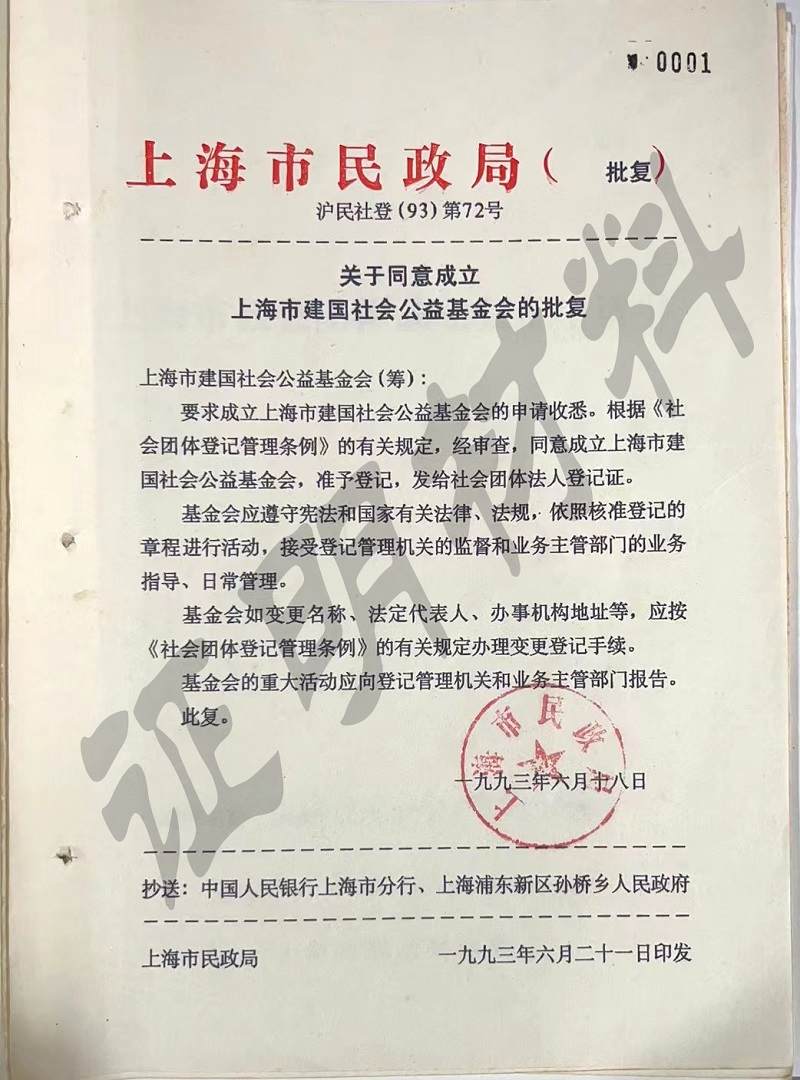 0001
上海市民政局（ 批复）
沪民社登(93)第72号
关于同意成立
上海市建国社会公益基金会的批复
上海市建国社会公益基金会(筹)：
要求成立上海市建国社会公益基金会的申请收悉。根据《社
会团体登记管理条例》的有关规定，经审查，同意成立上海市建
国社会公益基金会，准予登记，发给社会团体法人登记证。
基金会应遵守宪法和国家有关法律、法规，依照核准登记的
章程进行活动，接受登记管理机关的监督和业务主管部门的业务
指导、日常管理。
基金会如变更名称、法定代表人、办事机构地址等，应按
《社会团体登记管理条例》的有关规定办理变更登记手续。
基金会的重大活动应向登记管理机关和业务主管部门报告。
此复。
上海市民政局
一九九三年六月十八日
抄送：中国人民银行上海市分行、上海浦东新区孙桥乡人民政府
上海市民政局 一九九三年六月二十一日印发
证明材料